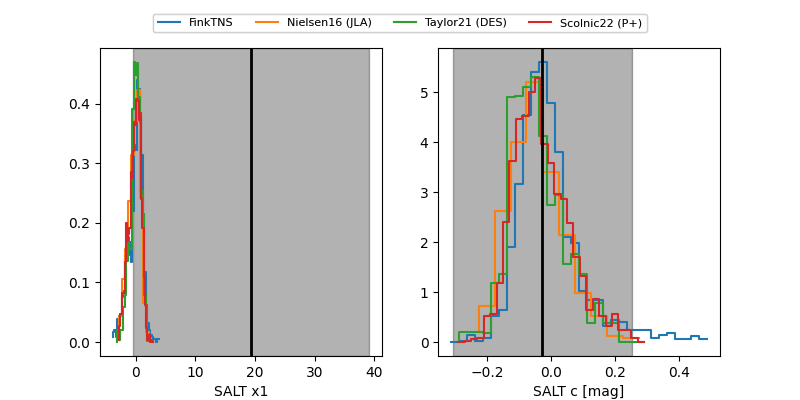 FinkTNS Nielsen16 (JLA) Taylor21 (DES) Scolnic22 (P+)
0.4
0.3
0.2
0.1
0.0
0 10 20 30 40
SALT x1
5
4
3
2
1
0
−0.2 0.0 0.2 0.4
SALT c [mag]